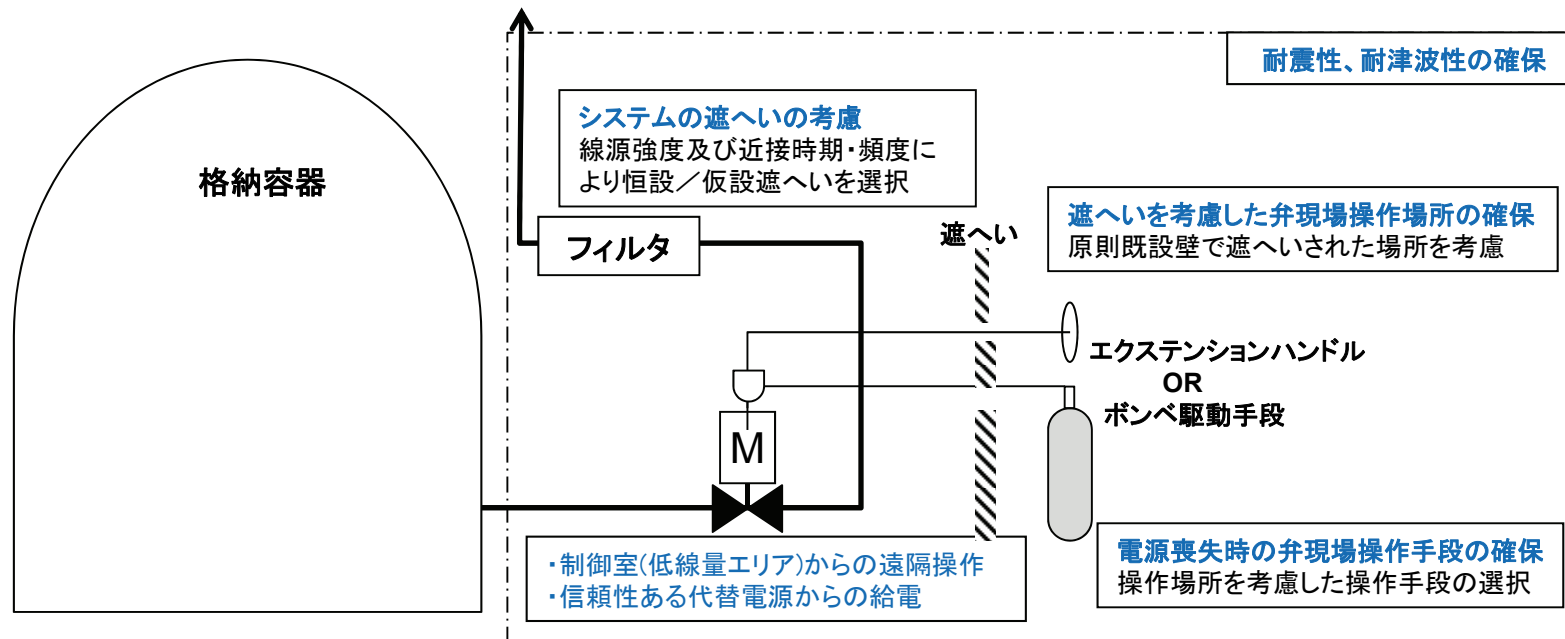 耐震性、耐津波性の確保
システムの遮へいの考慮
線源強度及び近接時期・頻度に
より恒設／仮設遮へいを選択
格納容器
遮へいを考慮した弁現場操作場所の確保
原則既設壁で遮へいされた場所を考慮
遮へい
フィルタ
エクステンションハンドル
OR
ボンベ駆動手段
M
・制御室(低線量エリア)からの遠隔操作
・信頼性ある代替電源からの給電
電源喪失時の弁現場操作手段の確保
操作場所を考慮した操作手段の選択